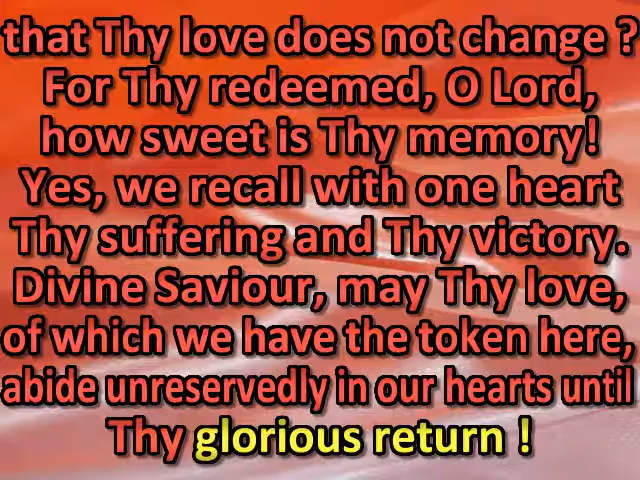 that Thy love does not change ?
For Thy redeemed, O Lord,
how sweet is Thy memory!
Yes, we recall with one heart
Thy suffering and Thy victory.
Divine Saviour, may Thy love,
of which we have the token here,
abide unreservedly in our hearts until
Thy glorious return !